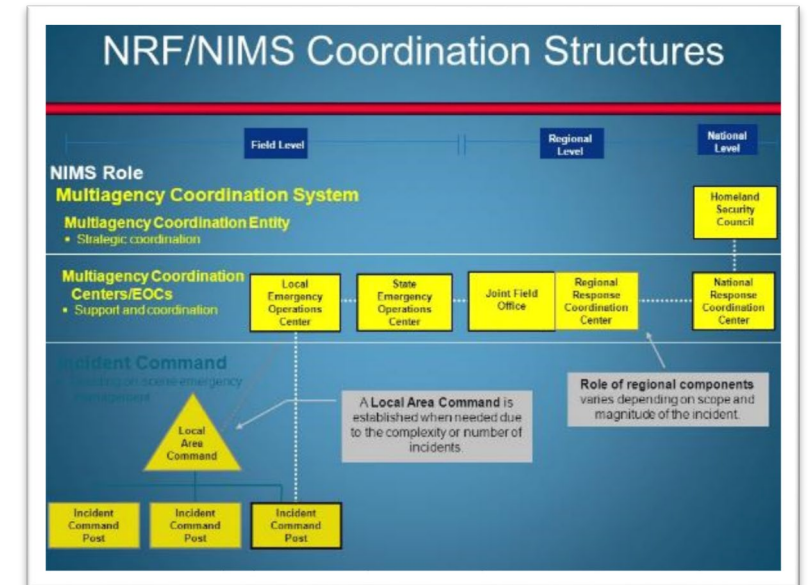 NRF/NIMS Coordination Structures
Field Level
Regional
Level
National
Level
NIMS Role
Multiagency Coordination System
Multiagency Coordination Entity
• Strategic coordination
Homeland
Security
Council
Multiagency Coordination
Centers/EOCs
• Support and coordination
Local
Emergency
Operations
Center
State
Emergency
Operations
Center
Joint Field
Office
Regional
Response
Coordination
Center
National
Response
Coordination
Center
Incident Command
on-scene emergency
management
Local
Area
Command
A Local Area Command is
established when needed due
to the complexity or number of
incidents.
Role of regional components
varies depending on scope and
magnitude of the incident.
Incident
Command
Post
Incident
Command
Post
Incident
Command
Post